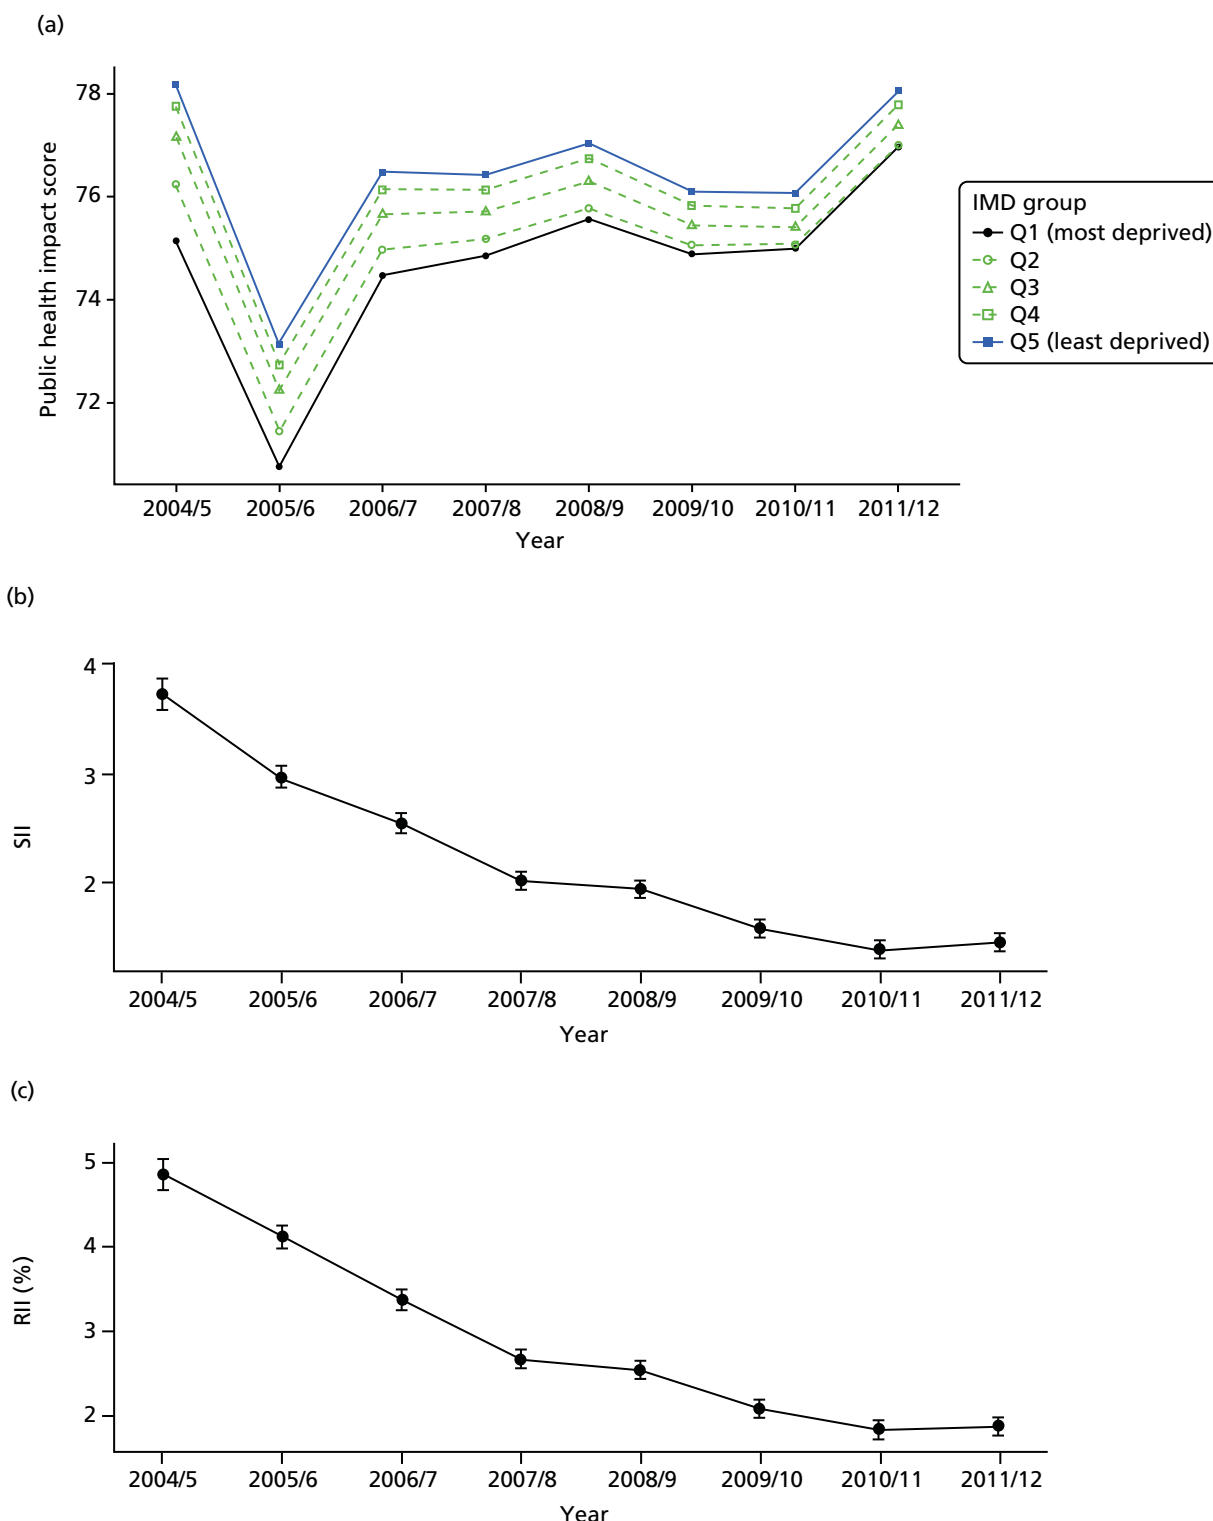 (a)
Public health impact score
78
76
74
72
2004/5 2005/6 2006/7 2007/8 2008/9 2009/10 2010/11 2011/12
Year
IMD group
Q1 (most deprived)
Q2
Q3
Q4
Q5 (least deprived)
(b)
SII
4
3
2
2004/5 2005/6 2006/7 2007/8 2008/9 2009/10 2010/11 2011/12
Year
(c)
RII (%)
5
4
3
2
2004/5 2005/6 2006/7 2007/8 2008/9 2009/10 2010/11 2011/12
Year